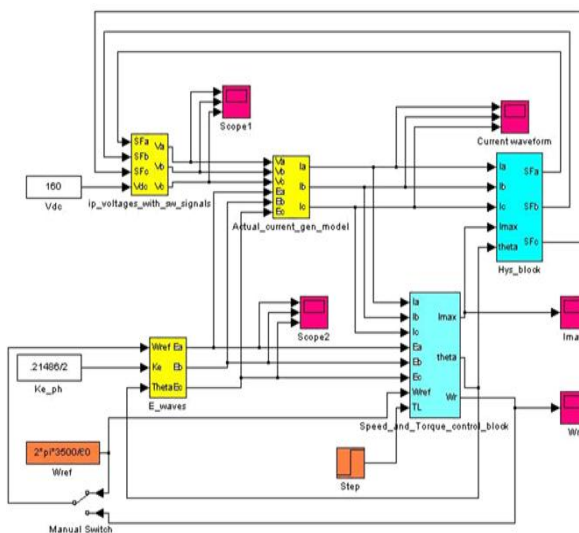 Scope1
Current waveform
SFa
SFb
SFc
Vdc
Va
Vb
Vc
ip_voltages_with_sw_signals
160
Vdc
Va
Vb
Vc
Ea
Eb
Ec
Ia
Ib
Ic
Actual_current_gen_model
Ia
Ib
Ic
Imax
theta
SFa
SFb
SFc
Hys_block
Scope2
Ia
Ib
Ic
Ea
Eb
Ec
Wref
TL
Imax
theta
Wr
Speed_and_Torque_control_block
Ima
Wr
Wref
Ke
Theta
Ea
Eb
Ec
E_waves
.21486/2
Ke_ph
2*pi*3500/60
Wref
Step
Manual Switch